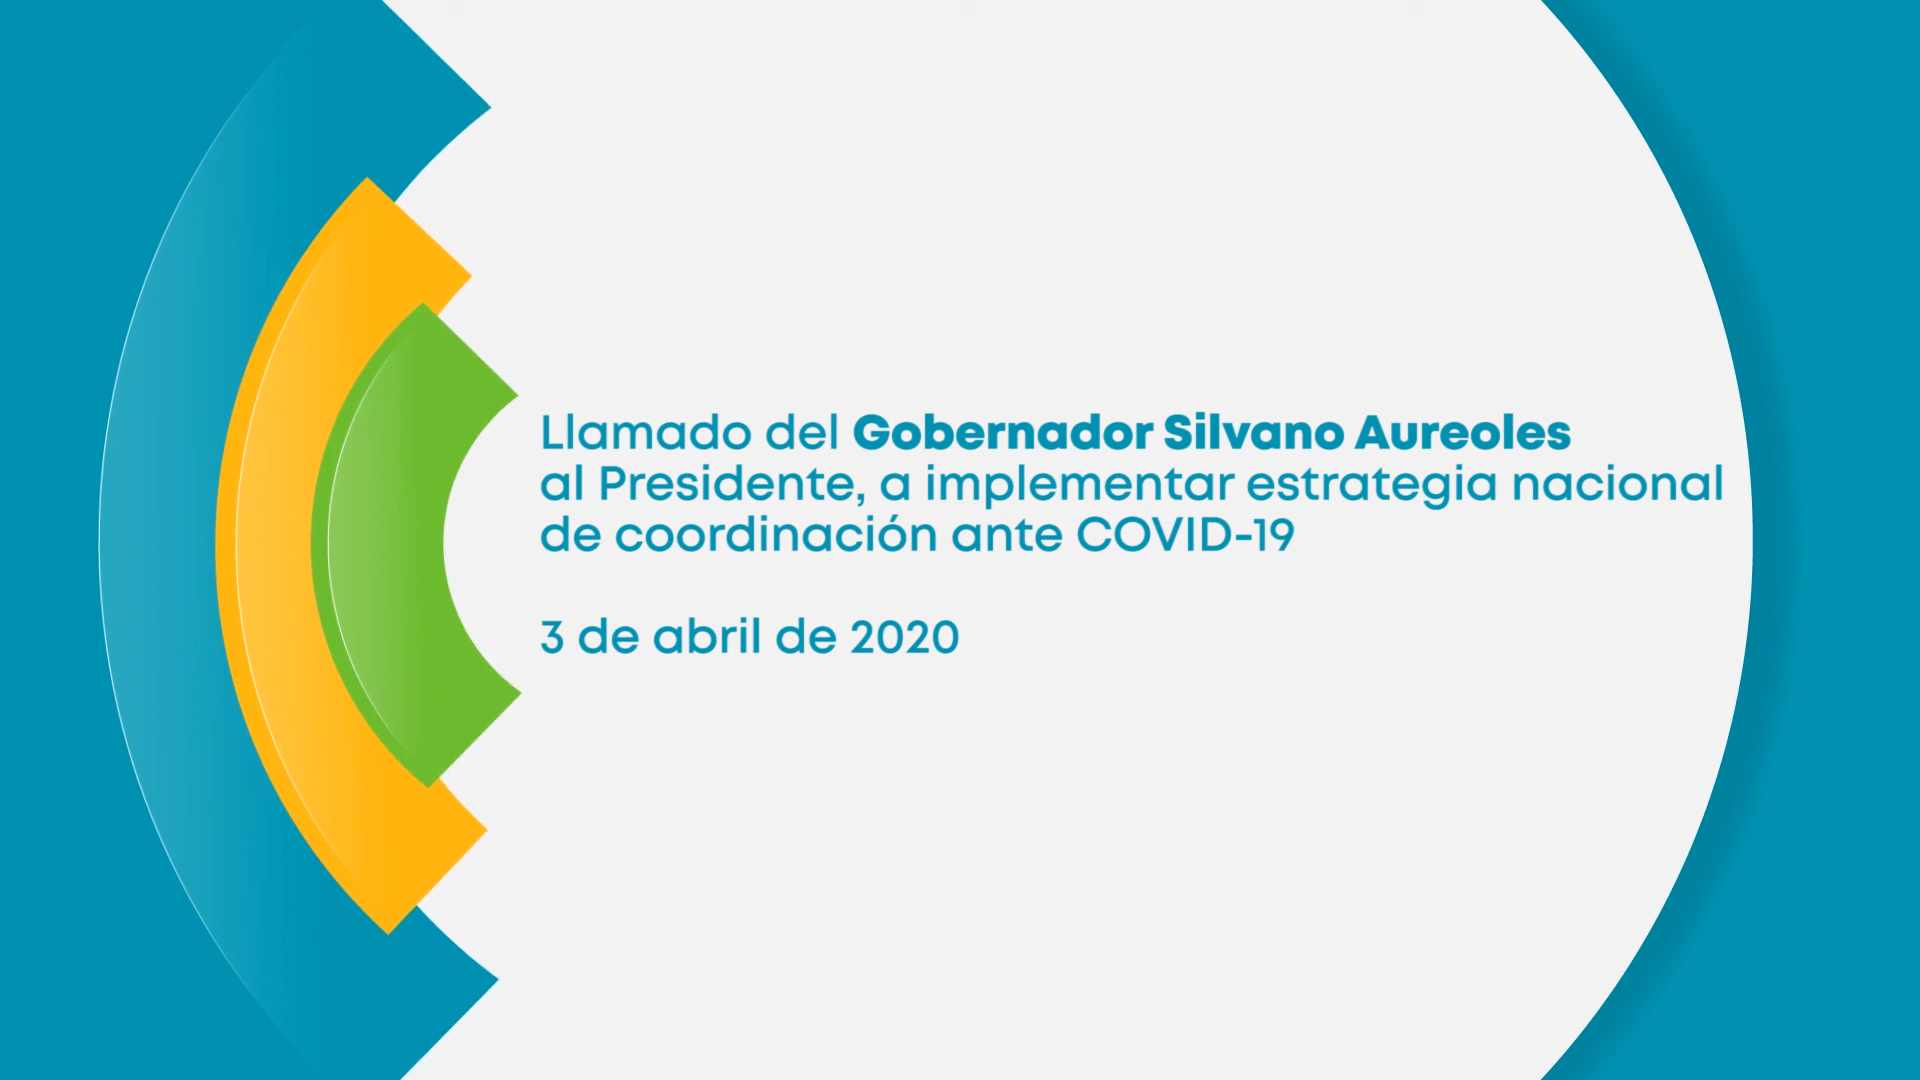 Llamado del Gobernador Silvano Aureoles
al Presidente, a implementar estrategia nacional
de coordinación ante COVID-19
3 de abril de 2020